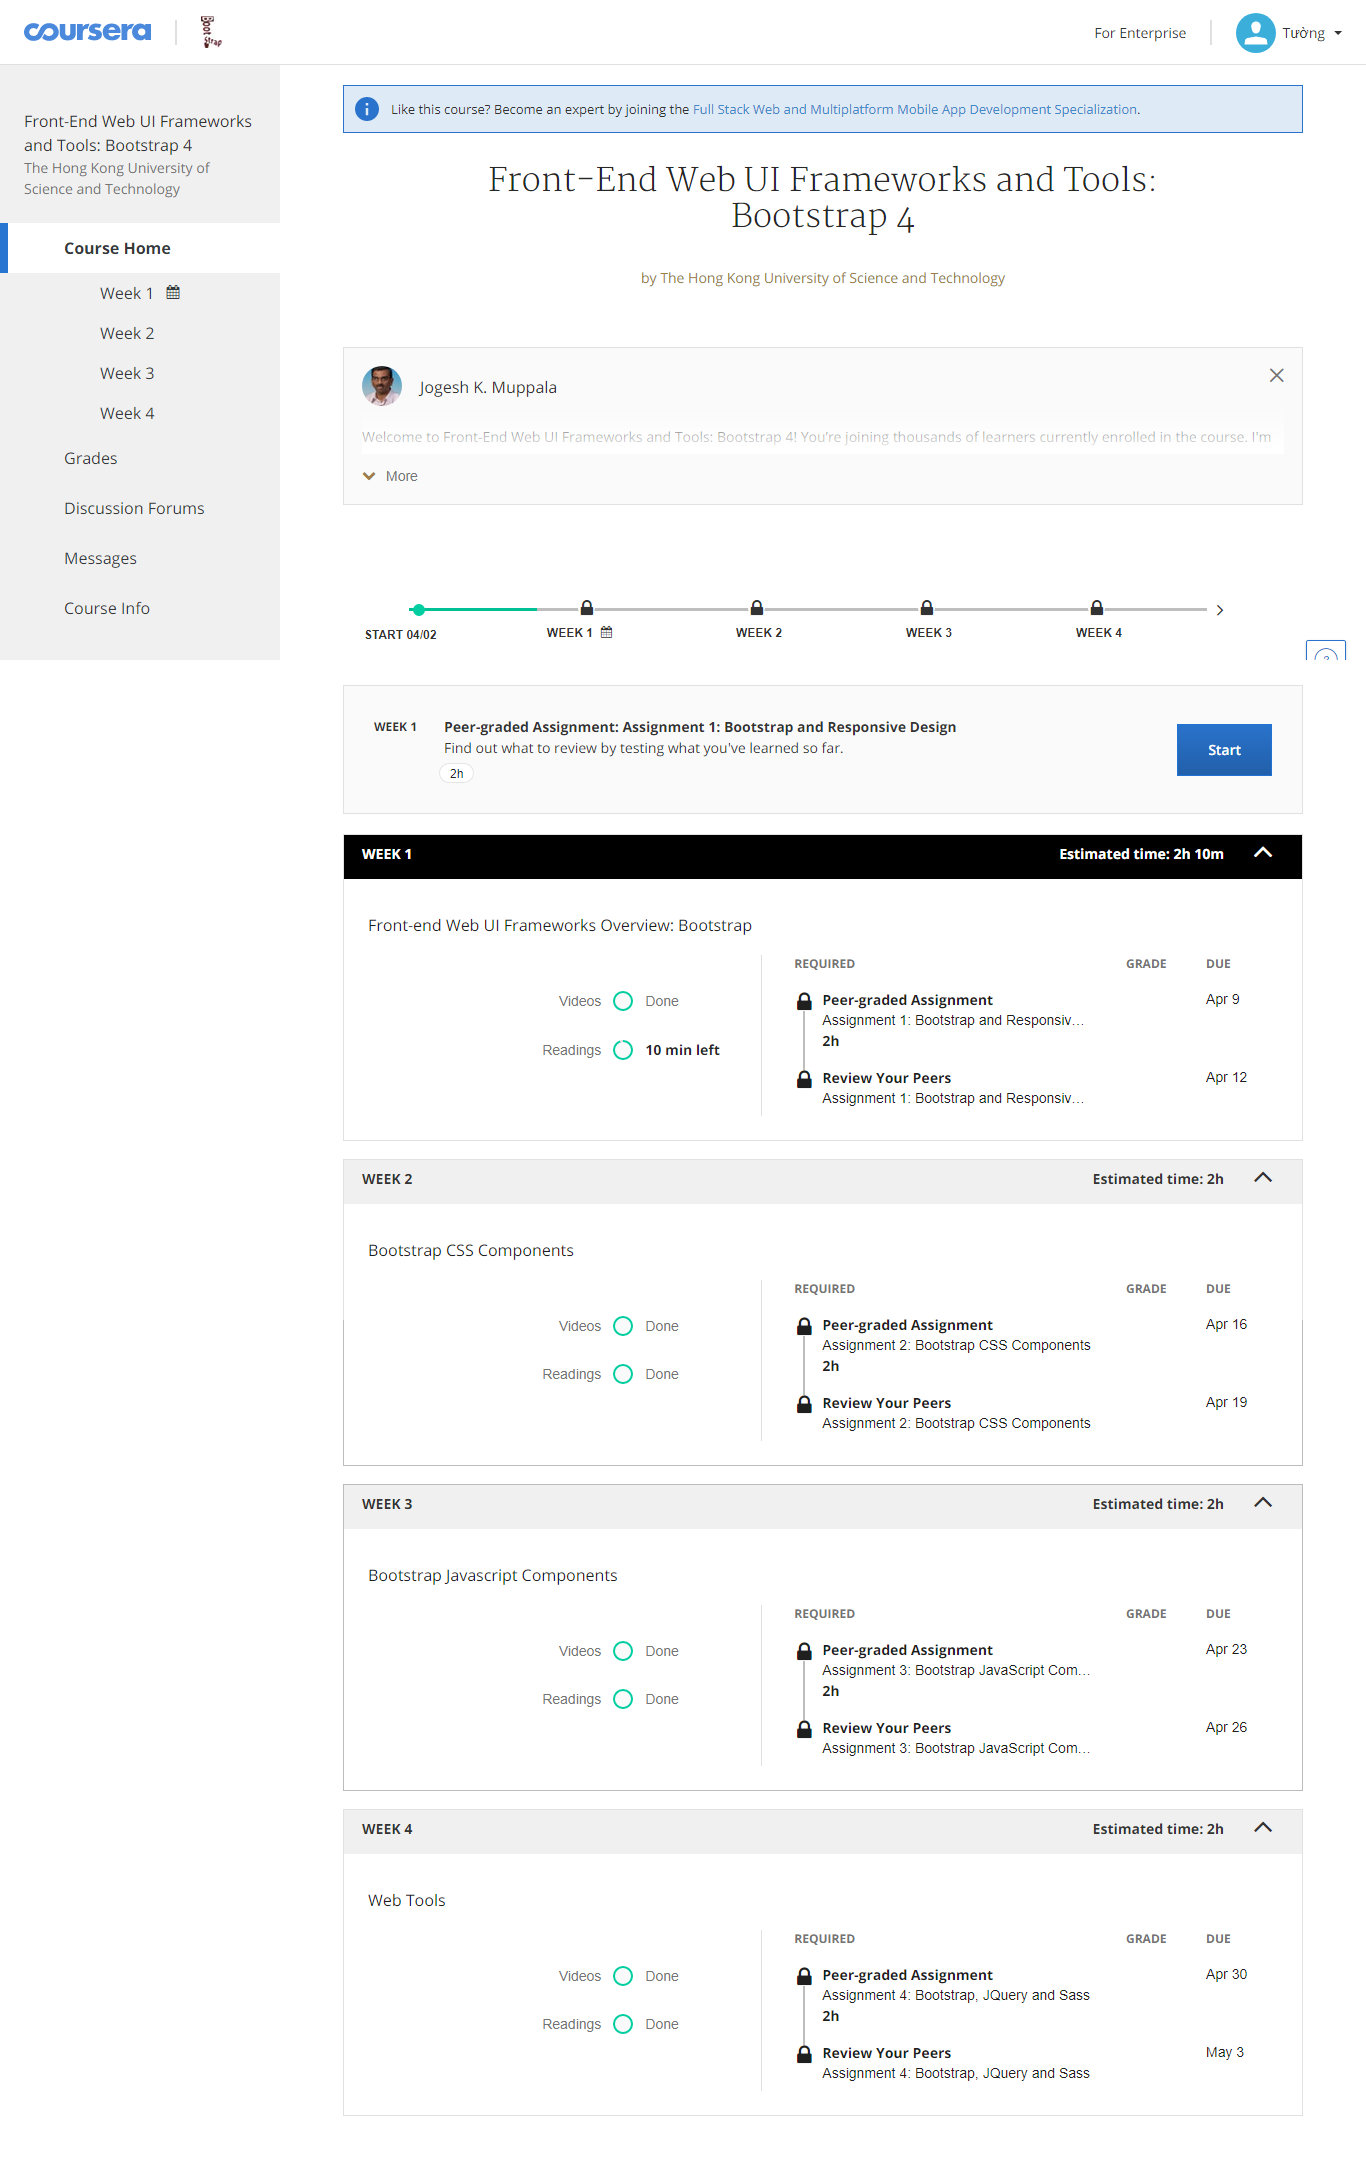 coursera
Bootstrap
For Enterprise
Tường
Front-End Web UI Frameworks
and Tools: Bootstrap 4
The Hong Kong University of
Science and Technology
Course Home
Week 1
Week 2
Week 3
Week 4
Grades
Discussion Forums
Messages
Course Info
Like this course? Become an expert by joining the Full Stack Web and Multiplatform Mobile App Development Specialization.
Front-End Web UI Frameworks and Tools:
Bootstrap 4
by The Hong Kong University of Science and Technology
Jogesh K. Muppala
Welcome to Front-End Web UI Frameworks and Tools: Bootstrap 4! You're joining thousands of learners currently enrolled in the course. I'm
More
START 04/02
WEEK 1
WEEK 2
WEEK 3
WEEK 4
WEEK 1
Peer-graded Assignment: Assignment 1: Bootstrap and Responsive Design
Find out what to review by testing what you've learned so far.
2h
Start
WEEK 1 Estimated time: 2h 10m
Front-end Web UI Frameworks Overview: Bootstrap
Videos Done
Readings 10 min left
REQUIRED GRADE DUE
Peer-graded Assignment Apr 9
Assignment 1: Bootstrap and Responsiv...
2h
Review Your Peers Apr 12
Assignment 1: Bootstrap and Responsiv...
WEEK 2 Estimated time: 2h
Bootstrap CSS Components
Videos Done
Readings Done
REQUIRED GRADE DUE
Peer-graded Assignment Apr 16
Assignment 2: Bootstrap CSS Components
2h
Review Your Peers Apr 19
Assignment 2: Bootstrap CSS Components
WEEK 3 Estimated time: 2h
Bootstrap Javascript Components
Videos Done
Readings Done
REQUIRED GRADE DUE
Peer-graded Assignment Apr 23
Assignment 3: Bootstrap JavaScript Com...
2h
Review Your Peers Apr 26
Assignment 3: Bootstrap JavaScript Com...
WEEK 4 Estimated time: 2h
Web Tools
Videos Done
Readings Done
REQUIRED GRADE DUE
Peer-graded Assignment Apr 30
Assignment 4: Bootstrap, JQuery and Sass
2h
Review Your Peers May 3
Assignment 4: Bootstrap, JQuery and Sass